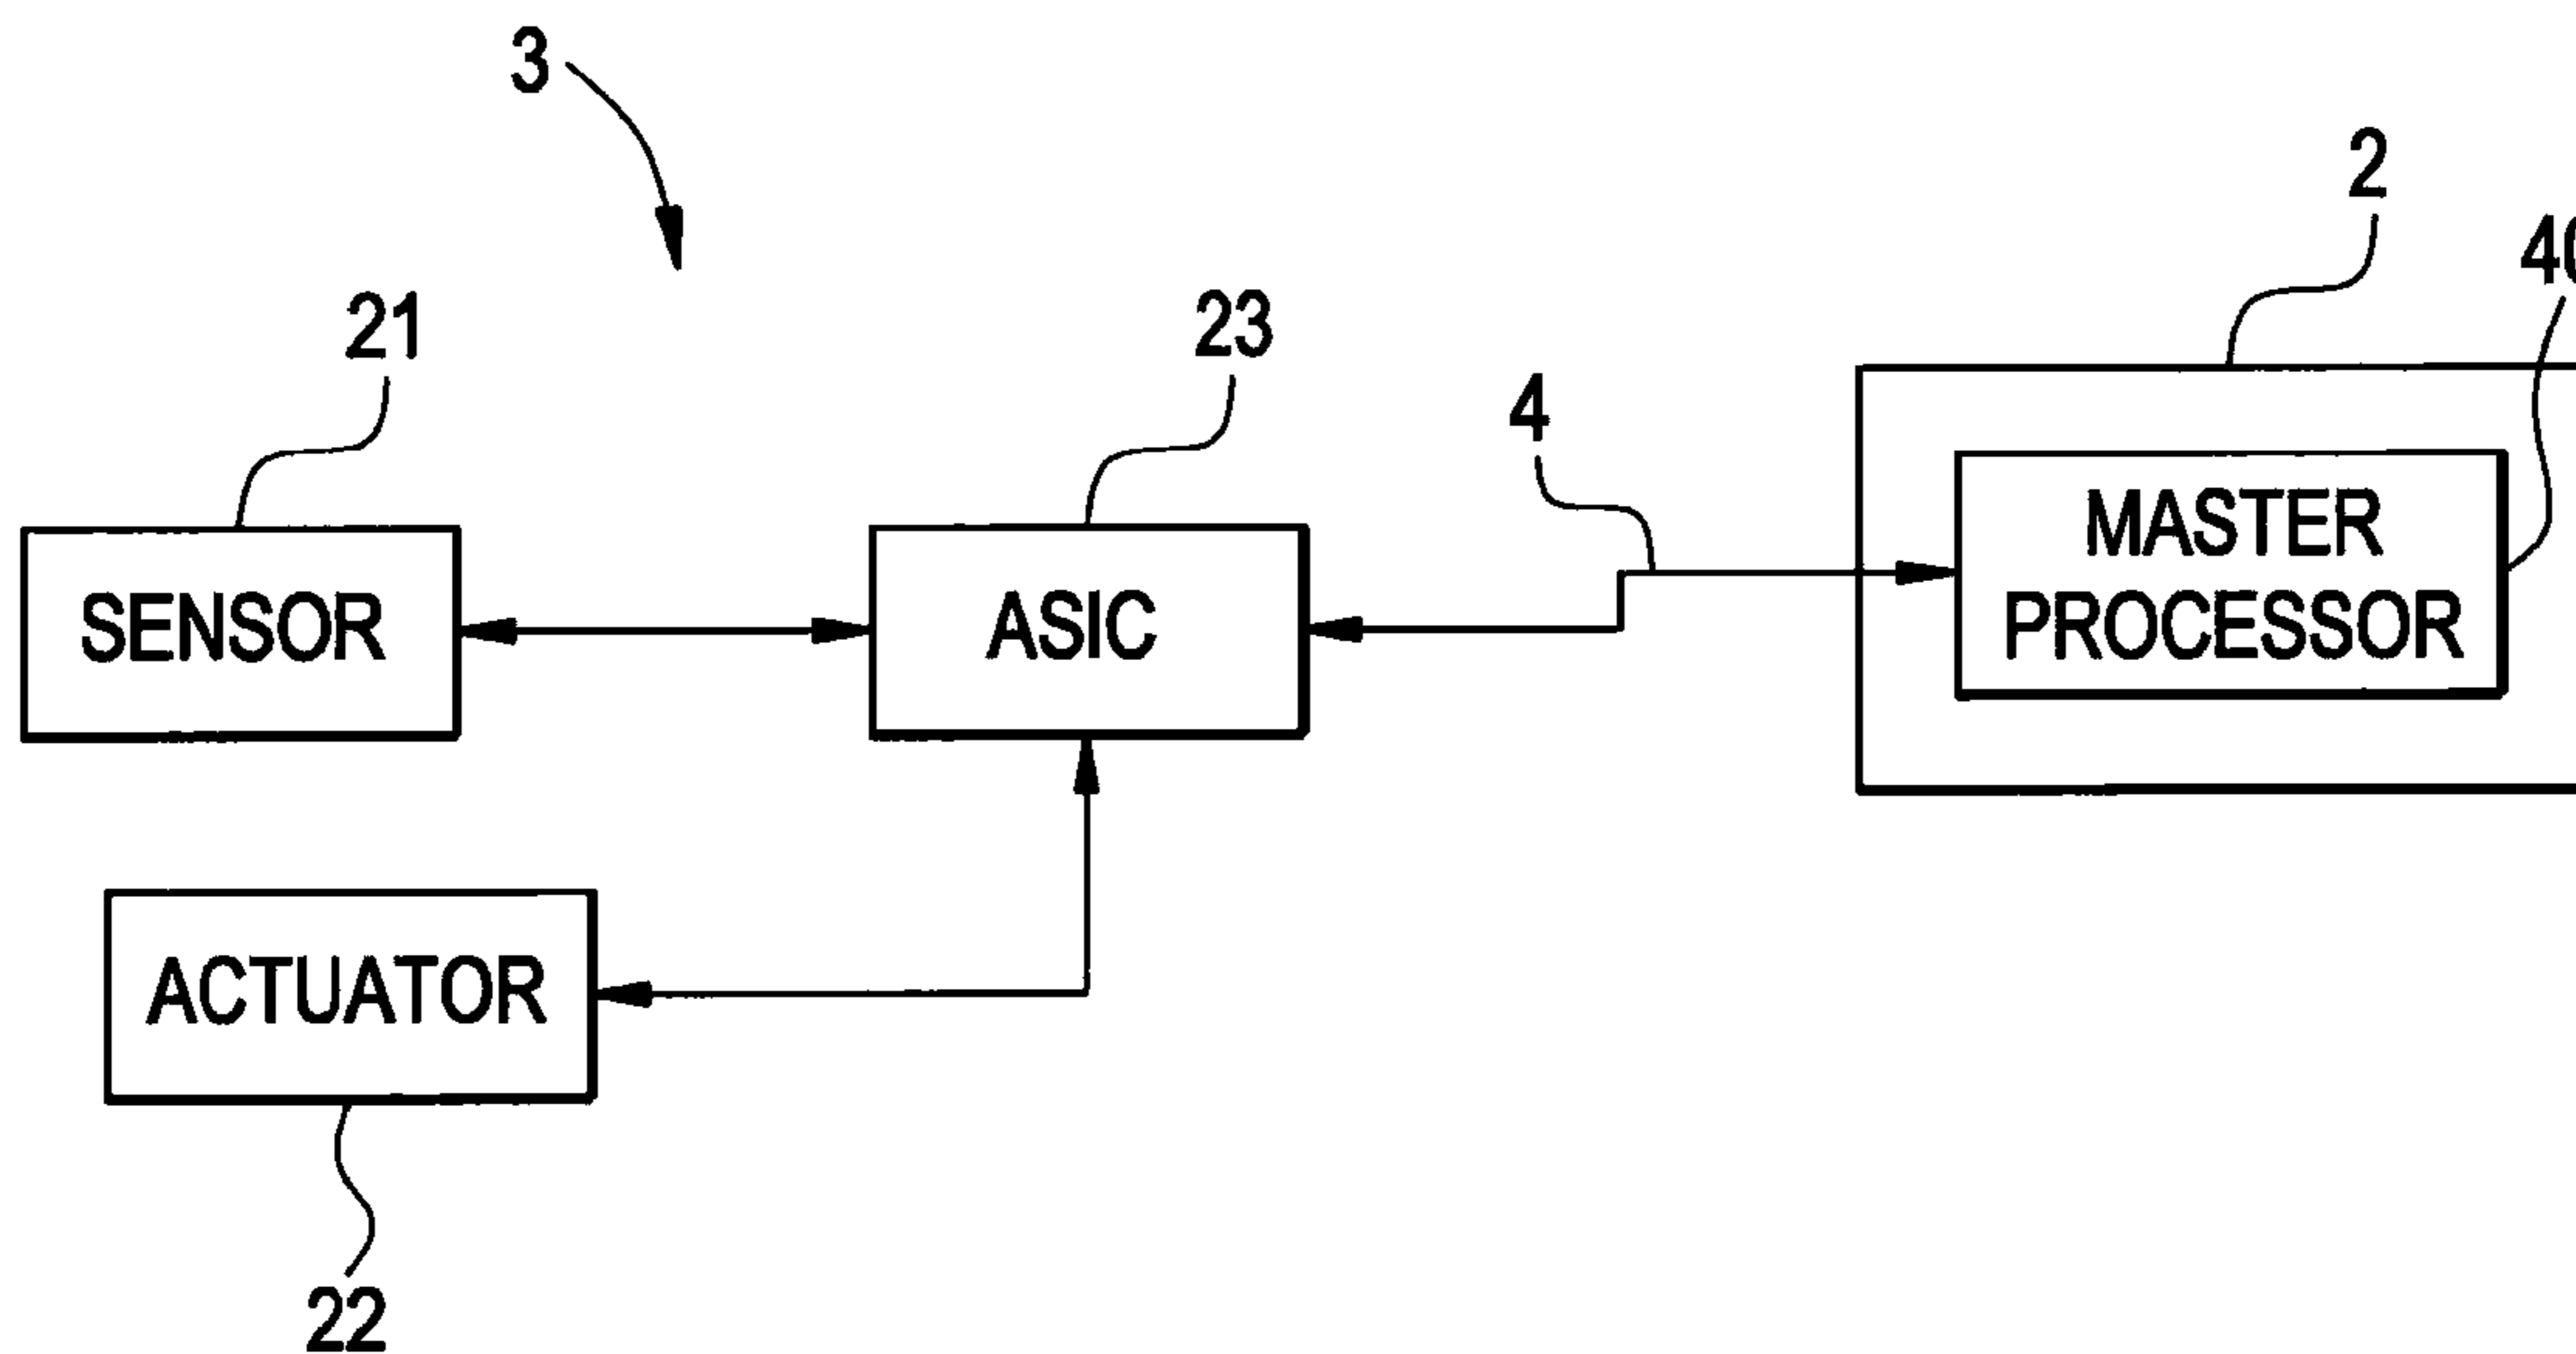 3
2
40
21
23
4
MASTER
PROCESSOR
SENSOR
ASIC
ACTUATOR
22